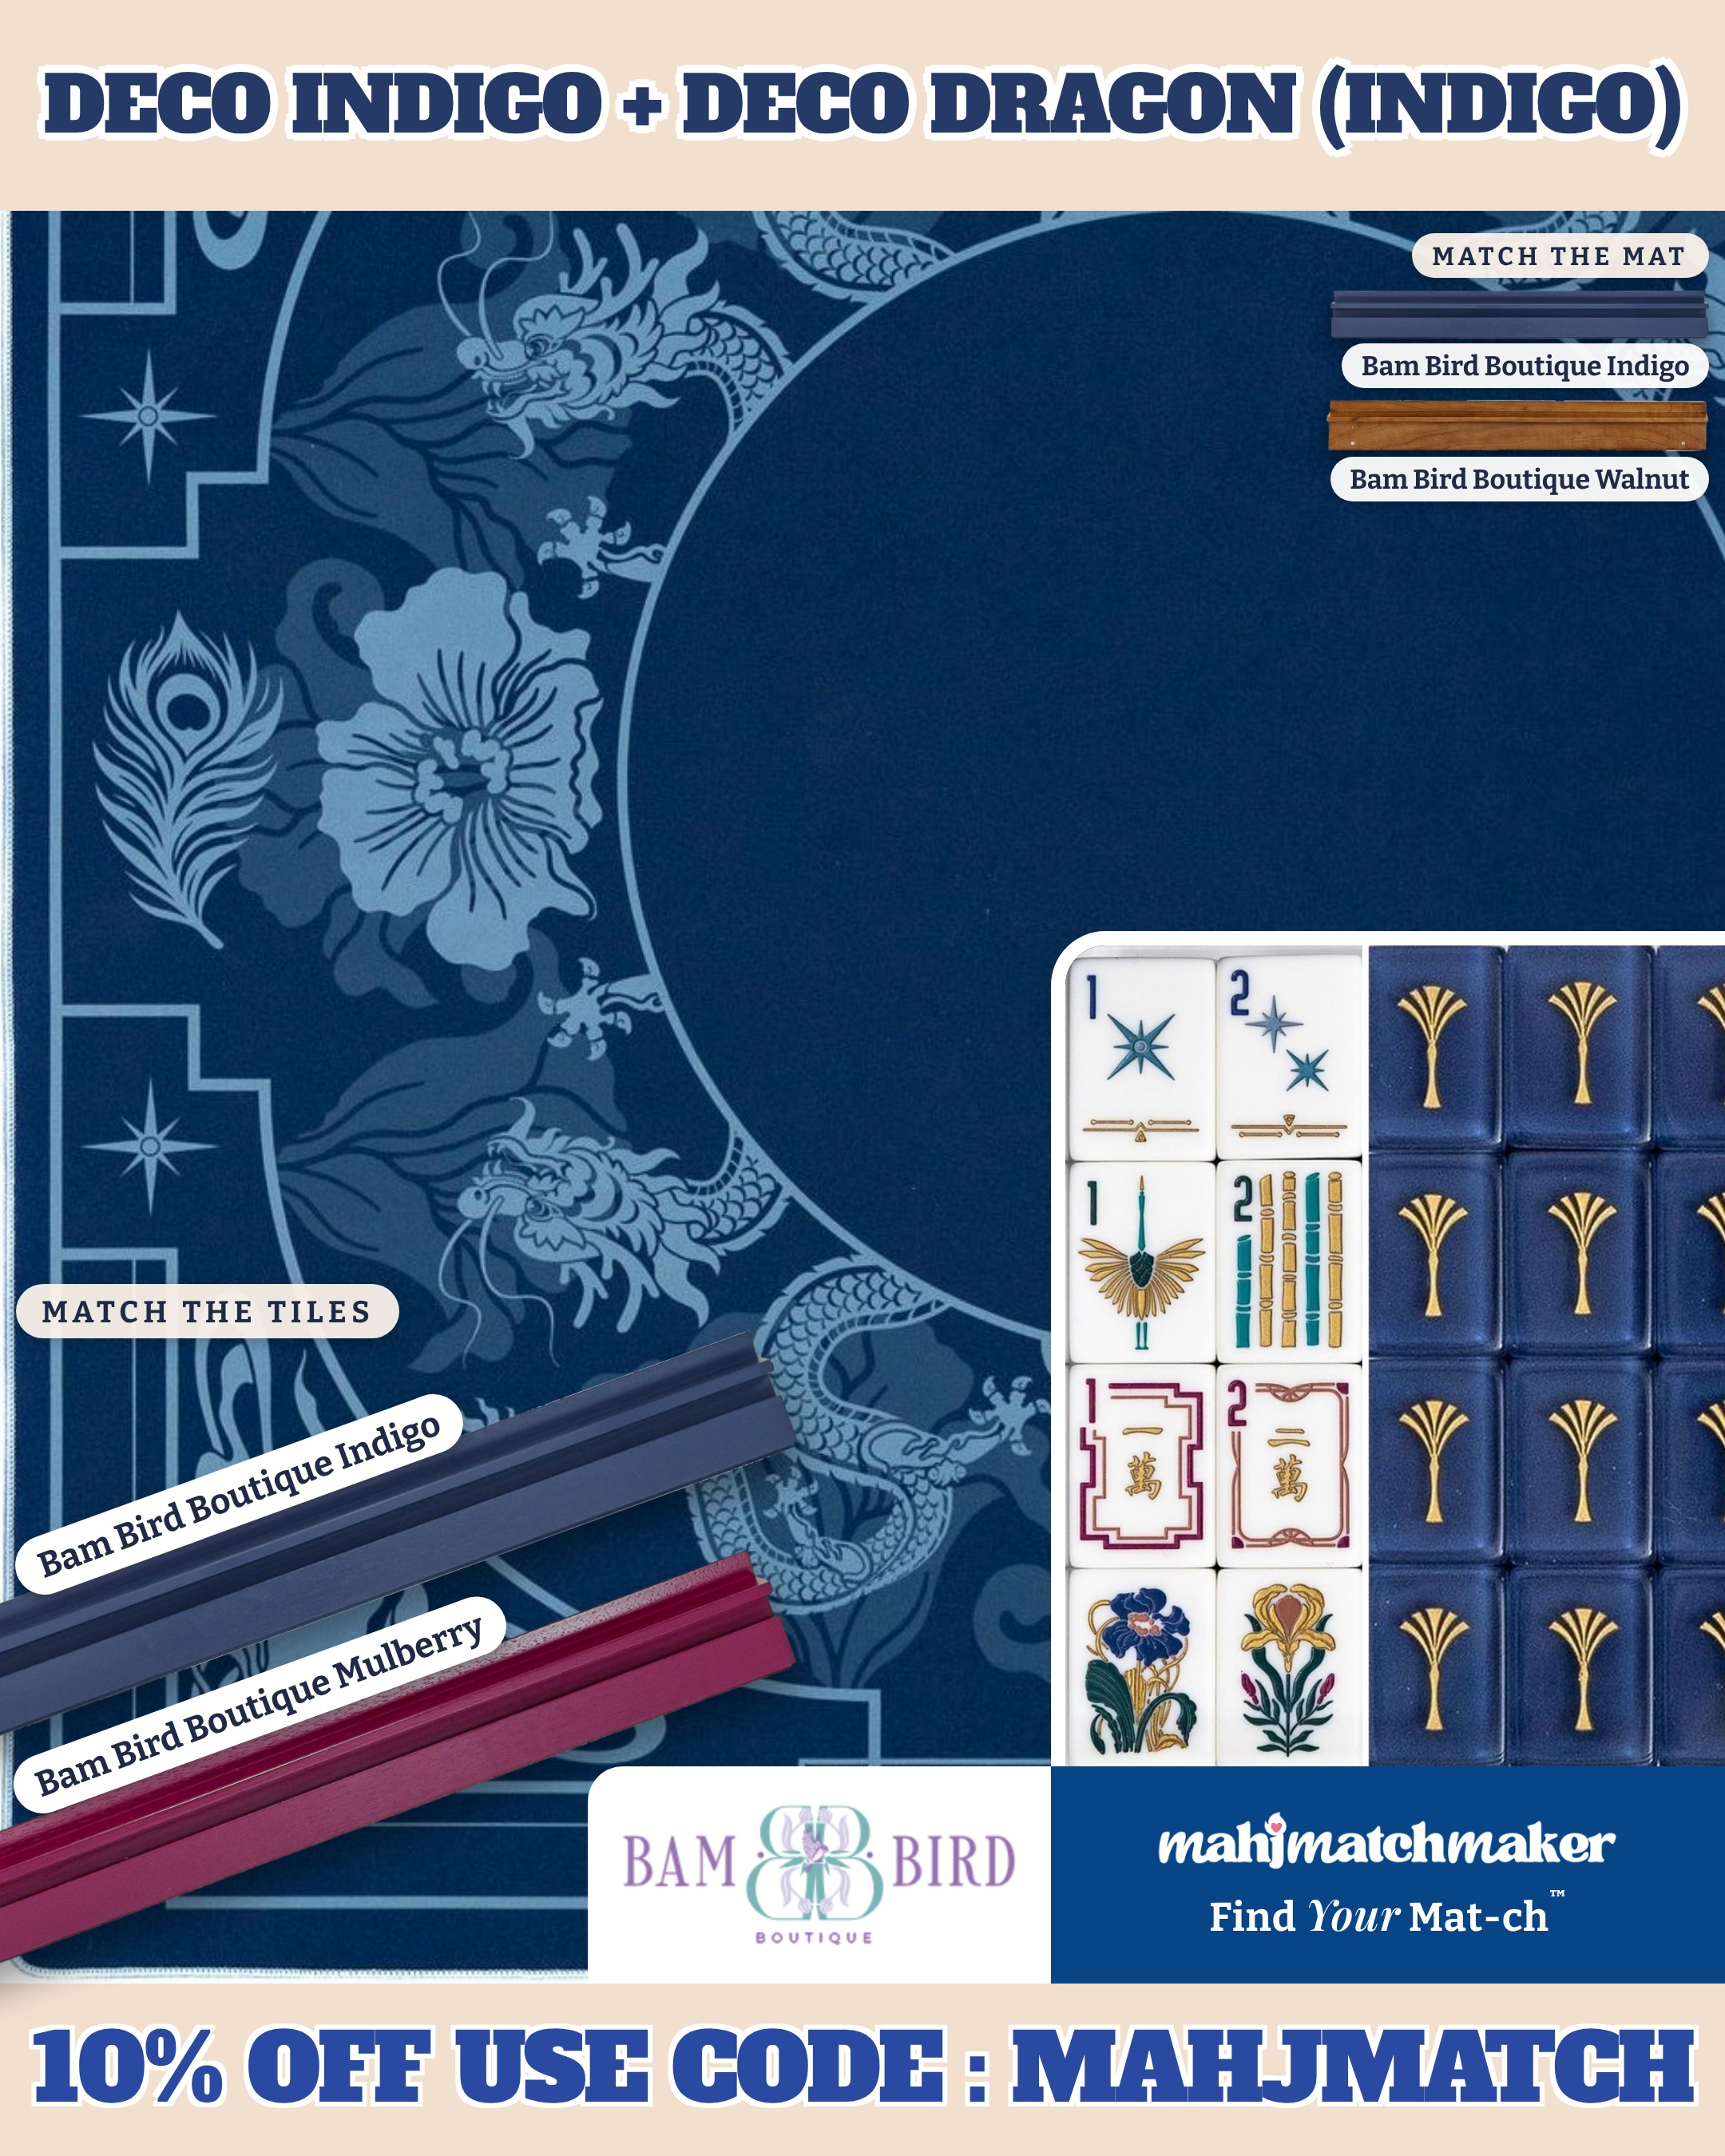 DECO INDIGO + DECO DRAGON (INDIGO)
MATCH THE MAT
Bam Bird Boutique Indigo
Bam Bird Boutique Walnut
1
2
1
2
1
一
萬
2
二
萬
MATCH THE TILES
Bam Bird Boutique Indigo
Bam Bird Boutique Mulberry
BAM BIRD
BOUTIQUE
mahjmatchmaker
Find Your Mat-ch™
10% OFF USE CODE : MAHJMATCH